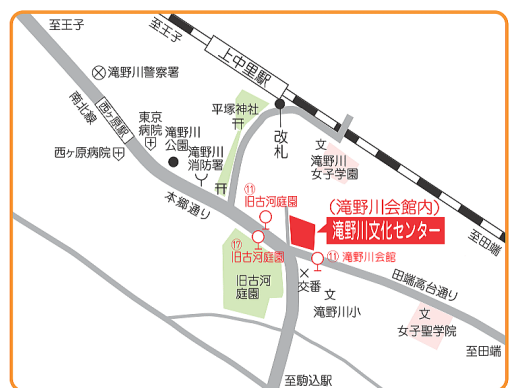 至王子
至王子
上中里駅
滝野川警察署
南北線
西ヶ原駅
東京
病院
滝野川
公園
平塚神社
改札
文
滝野川
女子学園
西ヶ原病院
滝野川
消防署
本郷通り
⑪
旧古河庭園
(滝野川会館内)
滝野川文化センター
至田端
⑰
旧古河庭園
⑪ 滝野川会館
旧古河
庭園
交番
文
滝野川小
田端高台通り
文
女子聖学院
至田端
至駒込駅